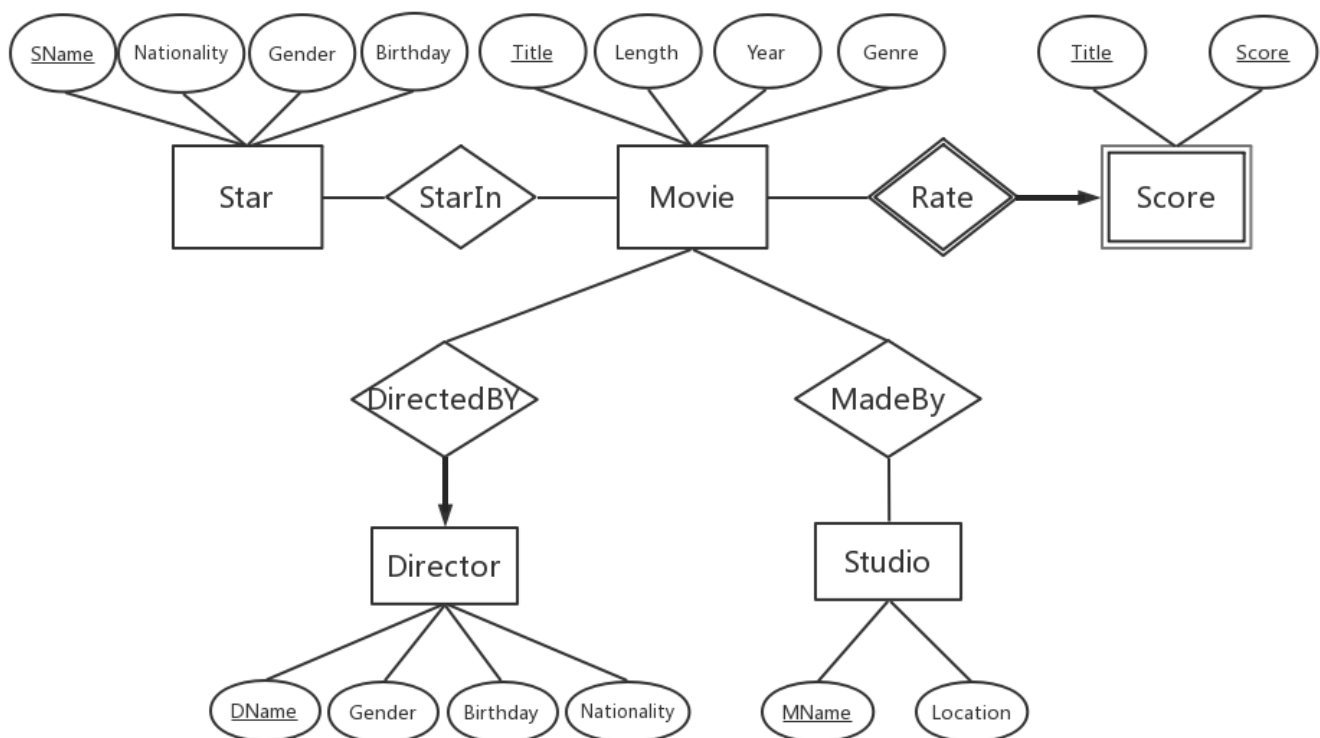 SName
Nationality
Gender
Birthday
Title
Length
Year
Genre
Title
Score
Star
StarIn
Movie
Rate
Score
DirectedBY
MadeBy
Director
Studio
DName
Gender
Birthday
Nationality
MName
Location